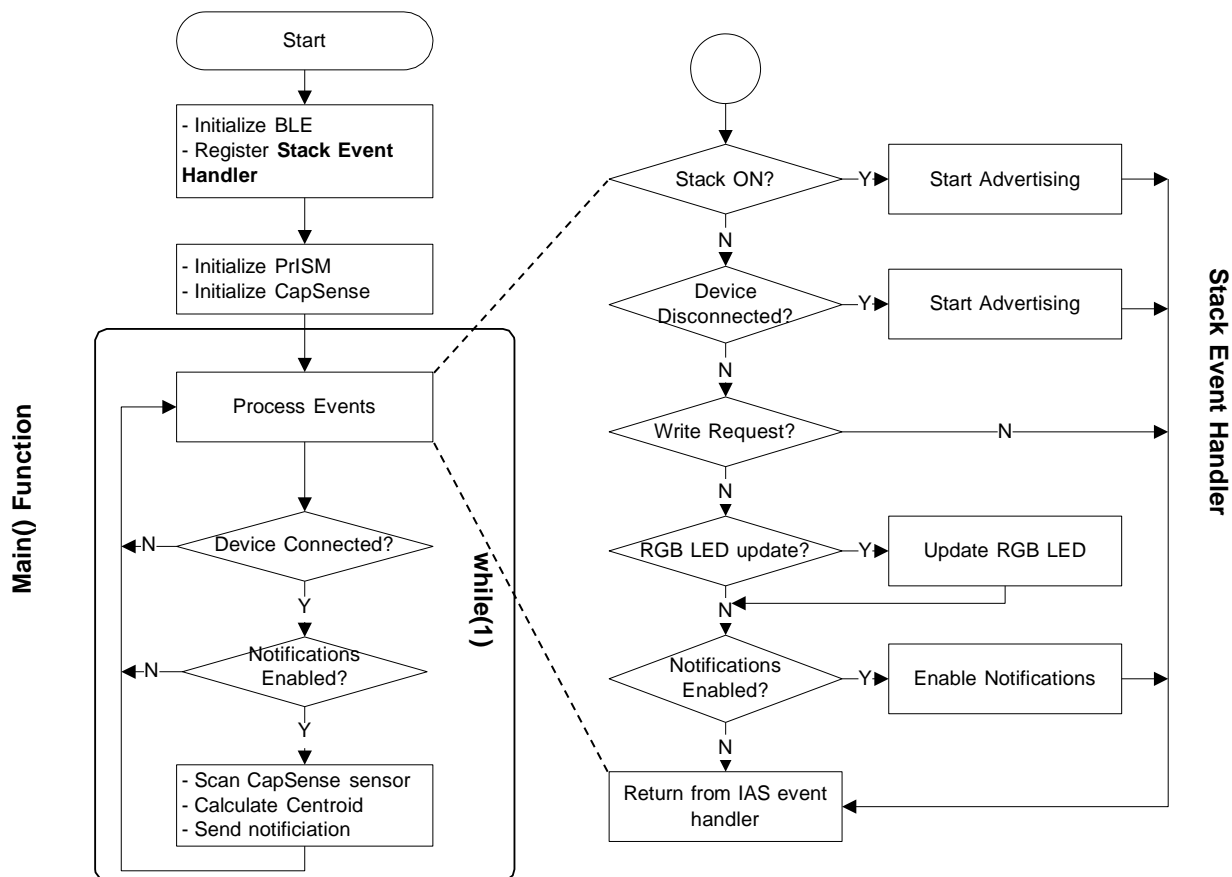 Start
- Initialize BLE
- Register Stack Event
Handler
- Initialize PrISM
- Initialize CapSense
Main() Function
while(1)
Process Events
Device Connected?
N
Y
Notifications
Enabled?
N
Y
- Scan CapSense sensor
- Calculate Centroid
- Send notificiation
Stack Event Handler
Stack ON?
Y
Start Advertising
N
Device
Disconnected?
Y
Start Advertising
N
Write Request?
N
N
RGB LED update?
Y
Update RGB LED
N
Notifications
Enabled?
Y
Enable Notifications
N
Return from IAS event
handler